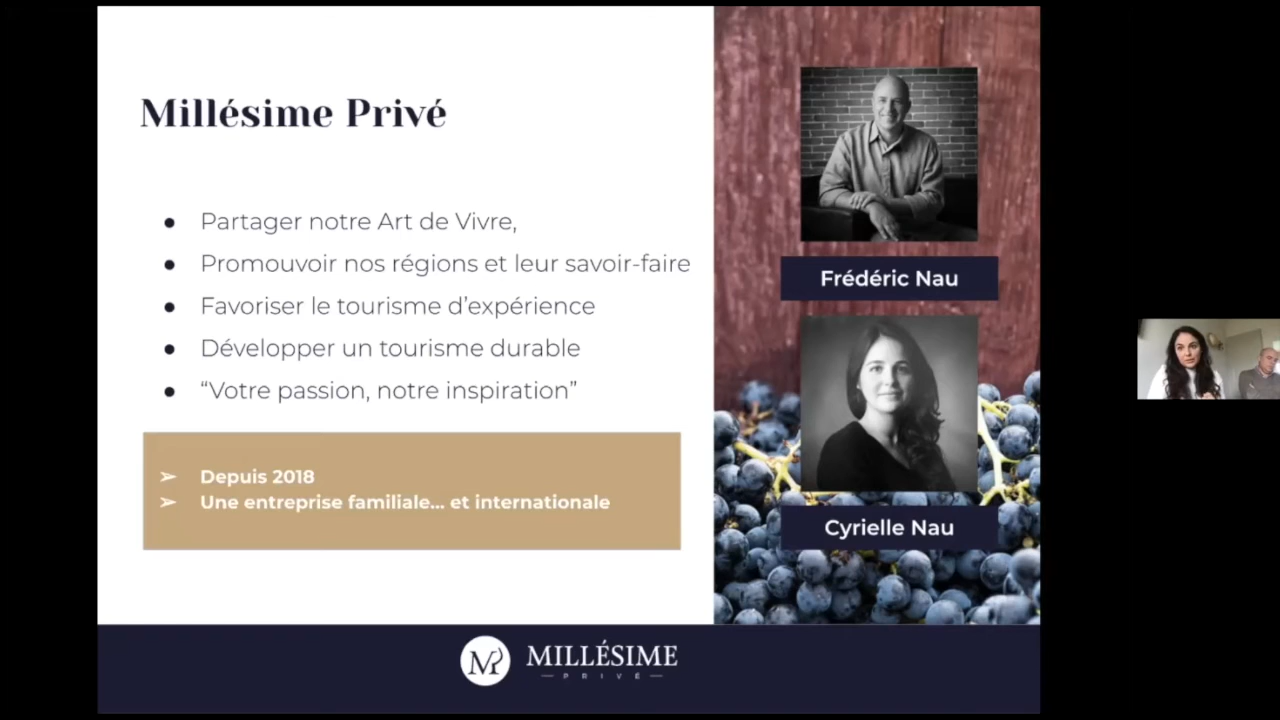 Millésime Privé
● Partager notre Art de Vivre,
● Promouvoir nos régions et leur savoir-faire
● Favoriser le tourisme d’expérience
● Développer un tourisme durable
● “Votre passion, notre inspiration”
➢ Depuis 2018
➢ Une entreprise familiale... et internationale
Frédéric Nau
Cyrielle Nau
MP
MILLÉSIME
PRIVÉ